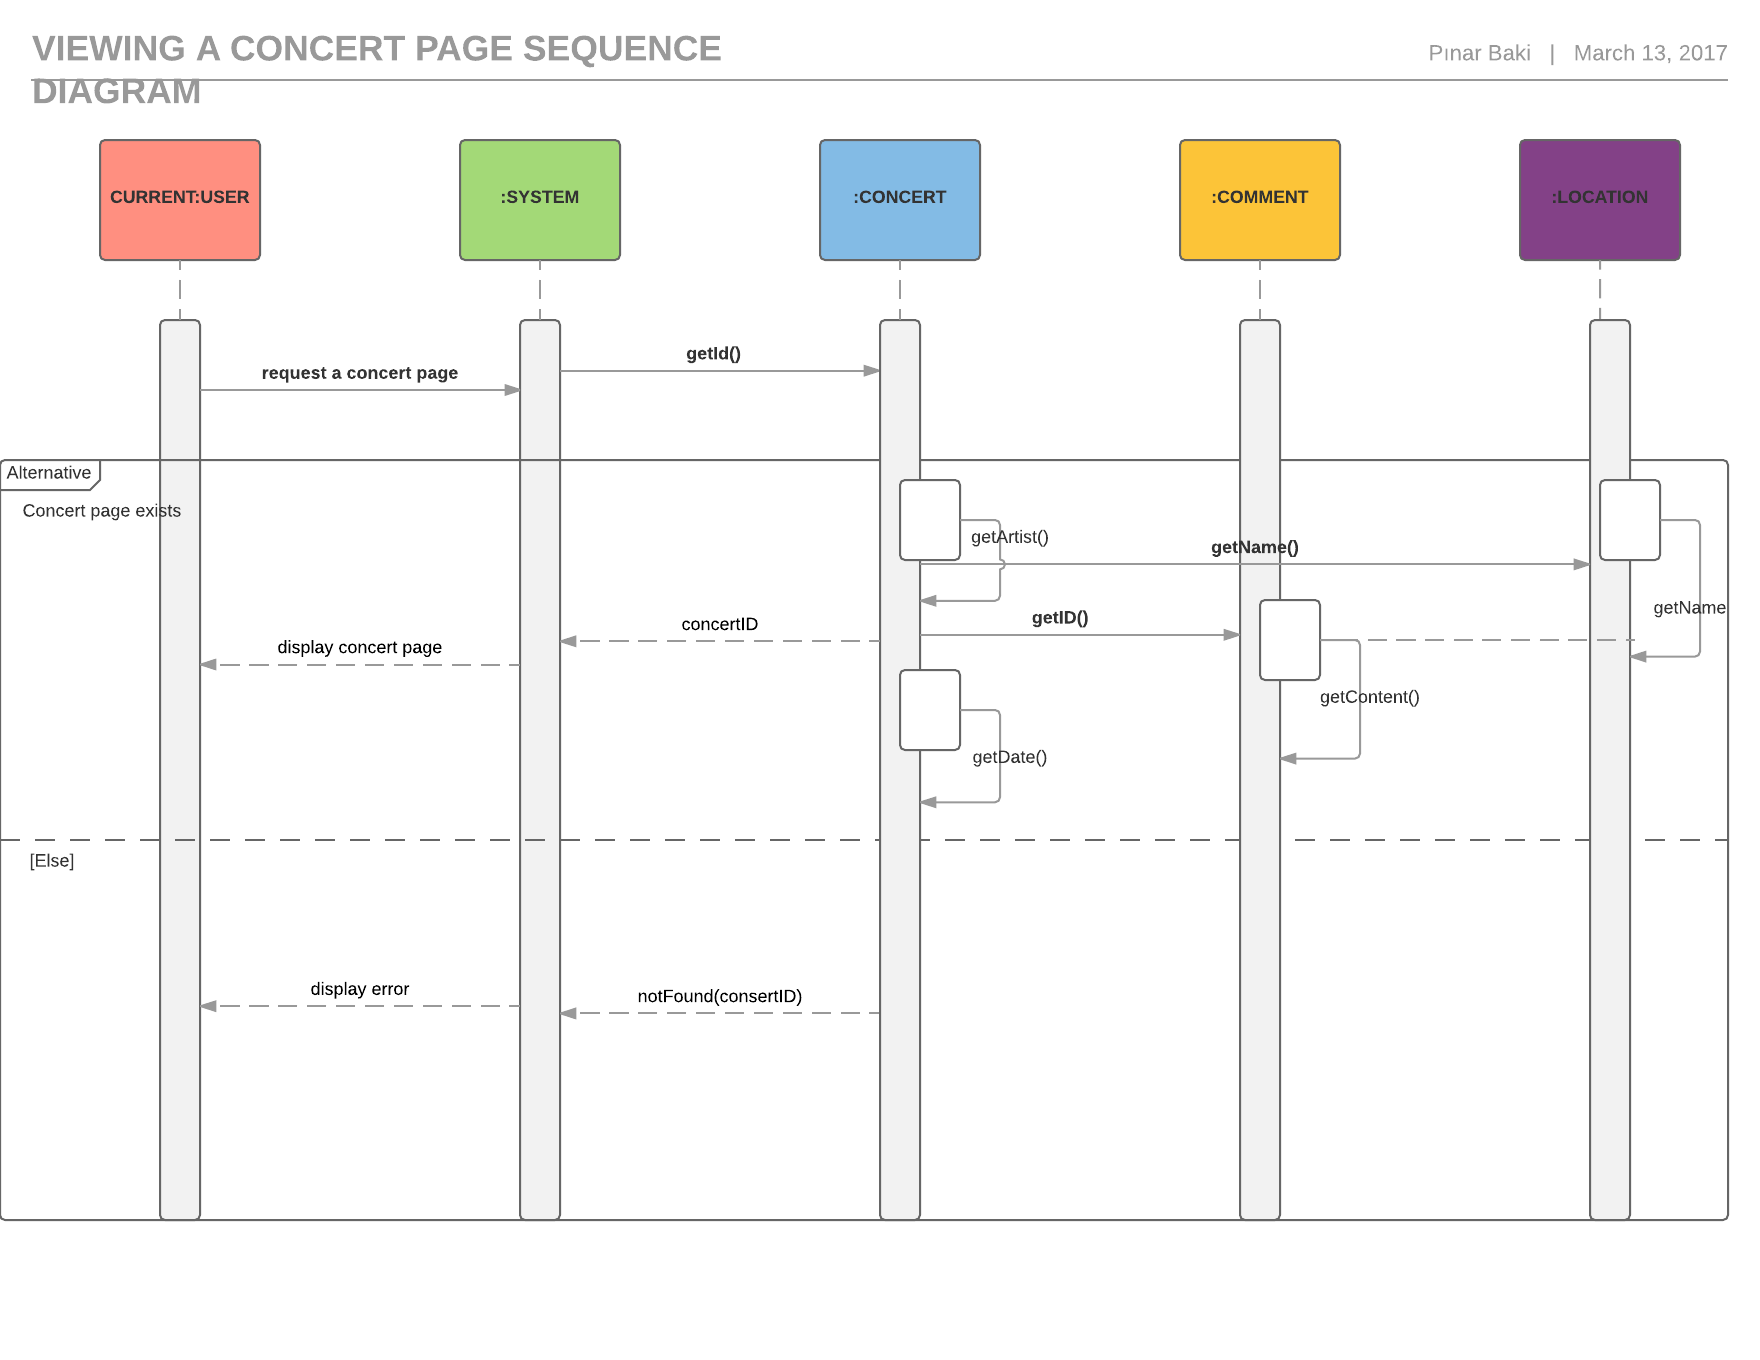 VIEWING A CONCERT PAGE SEQUENCE
DIAGRAM
Pınar Baki | March 13, 2017
CURRENT:USER
:SYSTEM
:CONCERT
:COMMENT
:LOCATION
getId()
request a concert page
Alternative
Concert page exists
getArtist()
getName()
getName
getID()
concertID
display concert page
getContent()
getDate()
[Else]
display error
notFound(consertID)